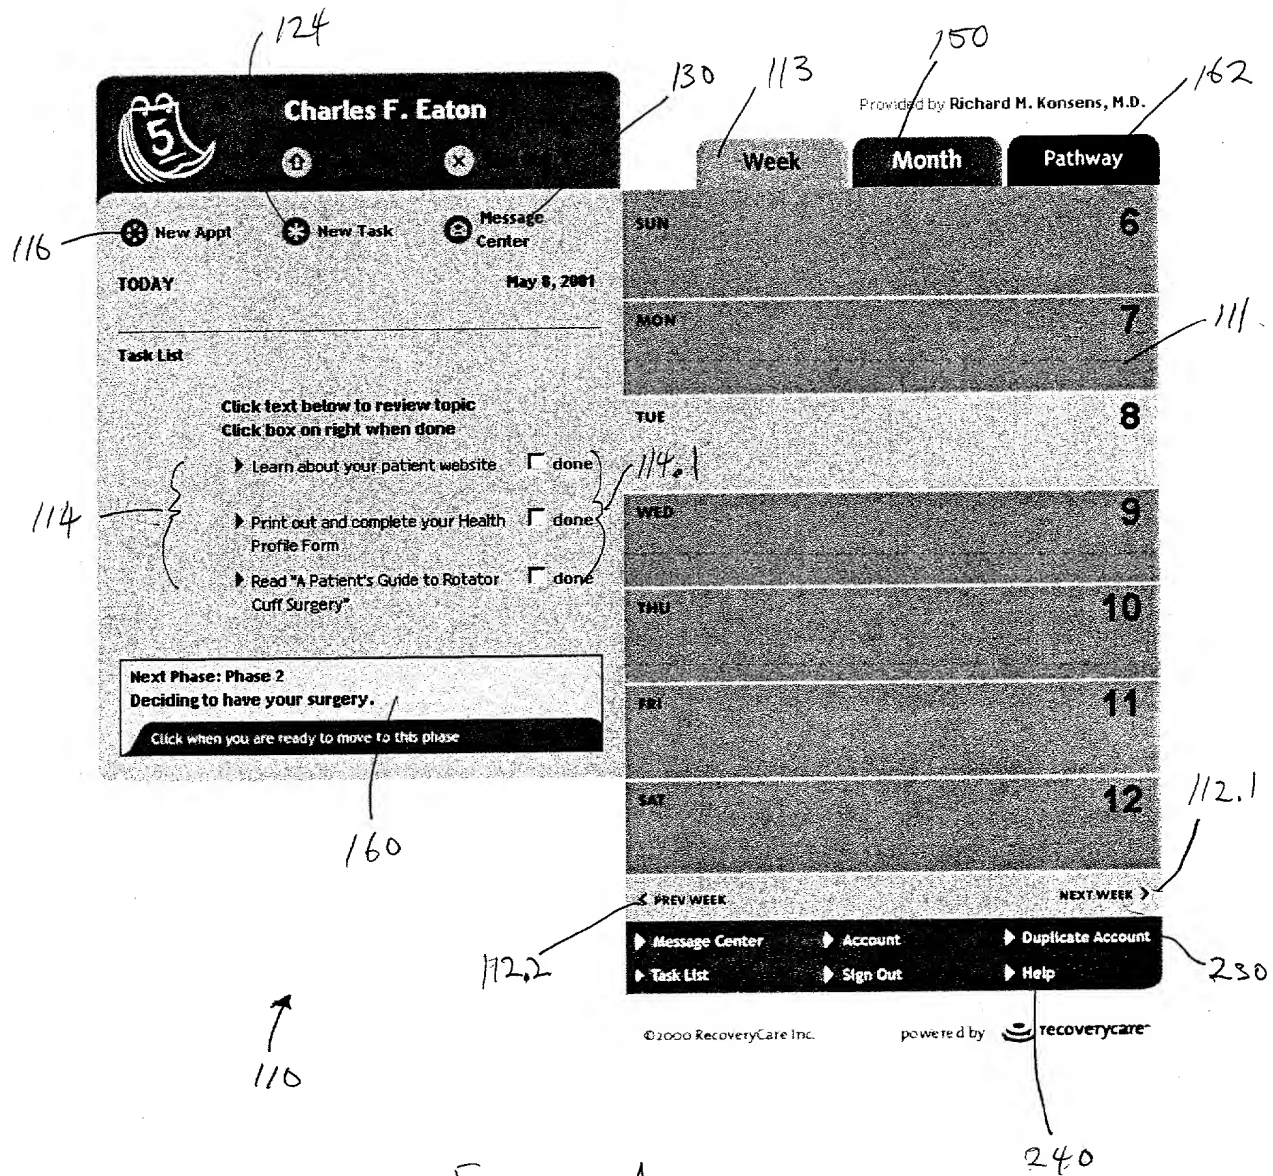 124
130
113
150
162
Charles F. Eaton
5
Provided by Richard M. Konsens, M.D.
Week
Month
Pathway
116
New Appt
New Task
Message Center
TODAY
May 8, 2001
Task List
Click text below to review topic
Click box on right when done
Learn about your patient website
done
Print out and complete your Health
done
Profile Form
Read "A Patient's Guide to Rotator
done
Cuff Surgery"
114
114.1
Next Phase: Phase 2
Deciding to have your surgery.
Click when you are ready to move to this phase
160
SUN
6
MON
7
111
TUE
8
WED
9
THU
10
FRI
11
SAT
12
112.1
PREV WEEK
NEXT WEEK
112.2
Message Center
Account
Duplicate Account
Task List
Sign Out
Help
230
©2000 RecoveryCare Inc.
powered by
recoverycare
110
240